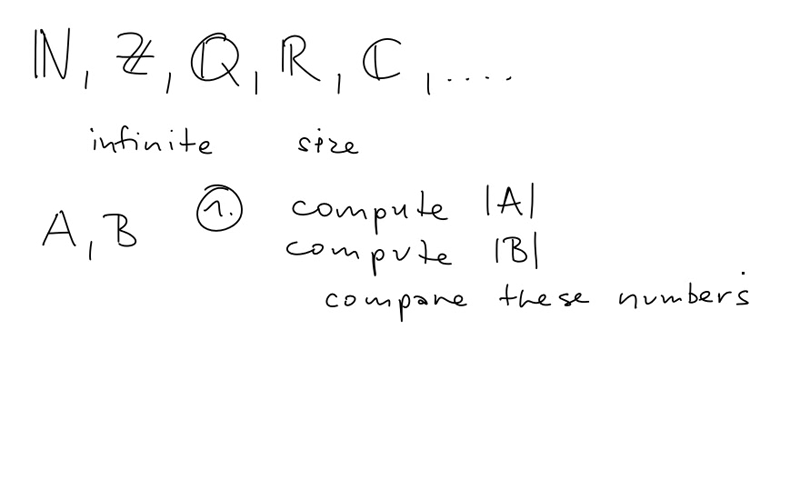 ℕ, ℤ, ℚ, ℝ, ℂ, ....
infinite size
A, B 1. compute |A|
compute |B|
compare these numbers